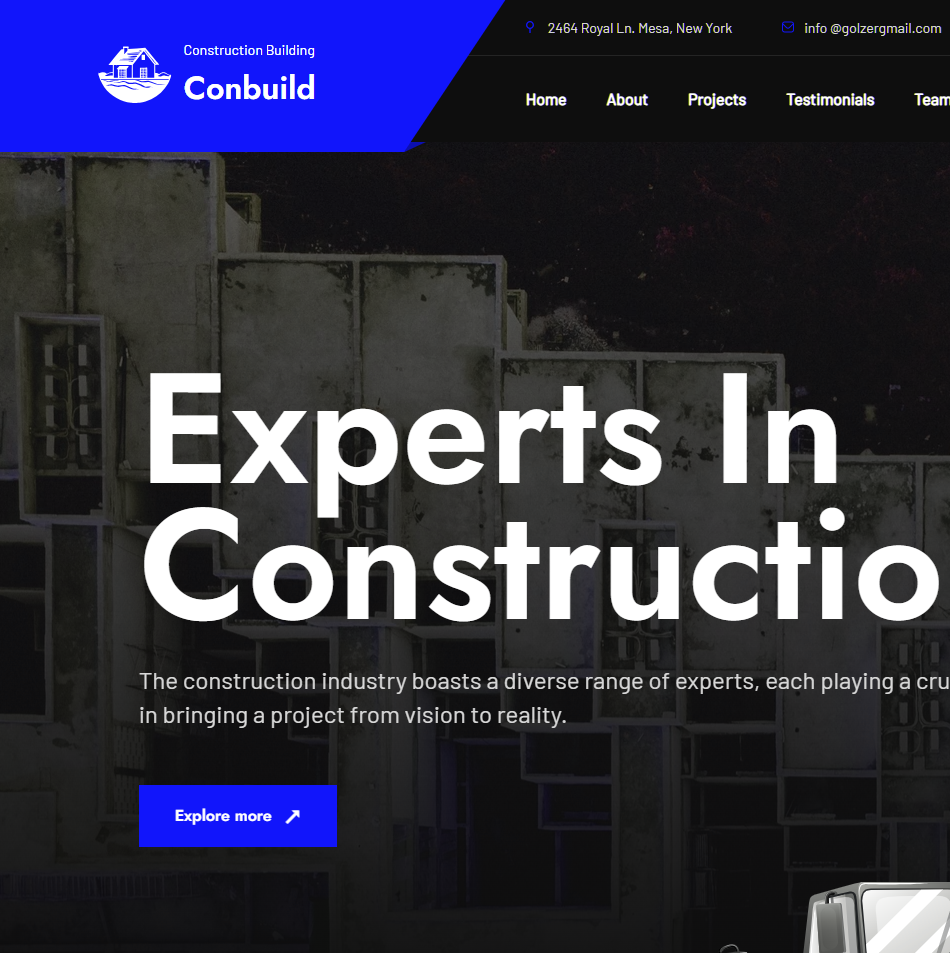 Construction Building
Conbuild
2464 Royal Ln. Mesa, New York
info @golzergmail.com
Home About Projects Testimonials Team
Experts In
Constructio
The construction industry boasts a diverse range of experts, each playing a cru
in bringing a project from vision to reality.
Explore more